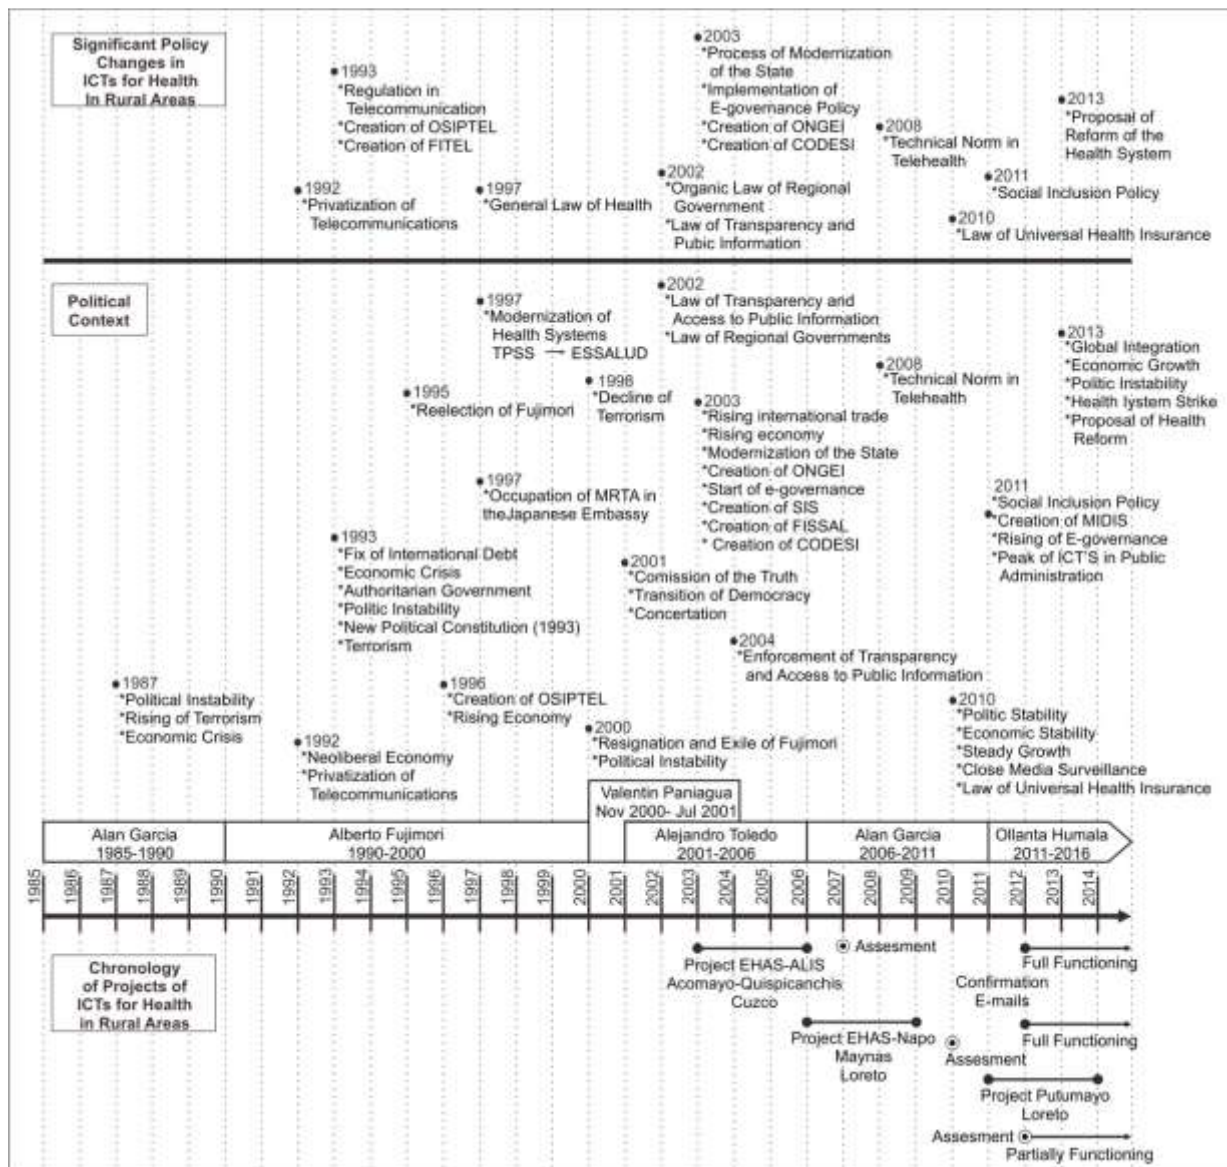 Significant Policy
Changes in
ICTs for Health
In Rural Areas
1992
*Privatization of
Telecommunications
1993
*Regulation in
Telecommunication
*Creation of OSIPTEL
*Creation of FITEL
1997
*General Law of Health
2002
*Organic Law of Regional
Government
*Law of Transparency and
Pubic Information
2003
*Process of Modernization
of the State
*Implementation of
E-governance Policy
*Creation of ONGEI
*Creation of CODESI
2008
*Technical Norm in
Telehealth
2010
*Law of Universal Health Insurance
2011
*Social Inclusion Policy
2013
*Proposal of
Reform of the
Health System
Political
Context
1987
*Political Instability
*Rising of Terrorism
*Economic Crisis
1992
*Neoliberal Economy
*Privatization of
Telecommunications
1993
*Fix of International Debt
*Economic Crisis
*Authoritarian Government
*Politic Instability
*New Political Constitution (1993)
*Terrorism
1995
*Reelection of Fujimori
1996
*Creation of OSIPTEL
*Rising Economy
1997
*Modernization of
Health Systems
TPSS → ESSALUD
1997
*Occupation of MRTA in
theJapanese Embassy
1998
*Decline of
Terrorism
2000
*Resignation and Exile of Fujimori
*Political Instability
2001
*Comission of the Truth
*Transition of Democracy
*Concertation
2002
*Law of Transparency and
Access to Public Information
*Law of Regional Governments
2003
*Rising international trade
*Rising economy
*Modernization of the State
*Creation of ONGEI
*Start of e-governance
*Creation of SIS
*Creation of FISSAL
* Creation of CODESI
2004
*Enforcement of Transparency
and Access to Public Information
2008
*Technical Norm in
Telehealth
2010
*Politic Stability
*Economic Stability
*Steady Growth
*Close Media Surveillance
*Law of Universal Health Insurance
2011
*Social Inclusion Policy
*Creation of MIDIS
*Rising of E-governance
*Peak of ICT'S in Public
Administration
2013
*Global Integration
*Economic Growth
*Politic Instability
*Health Iystem Strike
*Proposal of Health
Reform
Valentin Paniagua
Nov 2000- Jul 2001
Alan Garcia
1985-1990
Alberto Fujimori
1990-2000
Alejandro Toledo
2001-2006
Alan Garcia
2006-2011
Ollanta Humala
2011-2016
1985
1986
1987
1988
1989
1990
1991
1992
1993
1994
1995
1996
1997
1998
1999
2000
2001
2002
2003
2004
2005
2006
2007
2008
2009
2010
2011
2012
2013
2014
Chronology
of Projects of
ICTs for Health
in Rural Areas
Project EHAS-ALIS
Acomayo-Quispicanchis
Cuzco
Assesment
Confirmation
E-mails
Full Functioning
Project EHAS-Napo
Maynas
Loreto
Assesment
Full Functioning
Project Putumayo
Loreto
Assesment
Partially Functioning